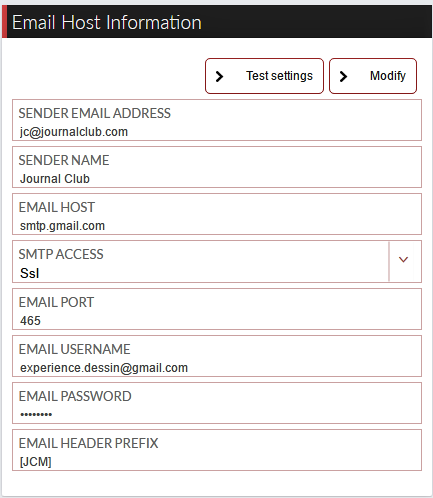 Email Host Information
Test settings
Modify
SENDER EMAIL ADDRESS
jc@journalclub.com
SENDER NAME
Journal Club
EMAIL HOST
smtp.gmail.com
SMTP ACCESS
Ssl
EMAIL PORT
465
EMAIL USERNAME
experience.dessin@gmail.com
EMAIL PASSWORD
••••••••
EMAIL HEADER PREFIX
[JCM]